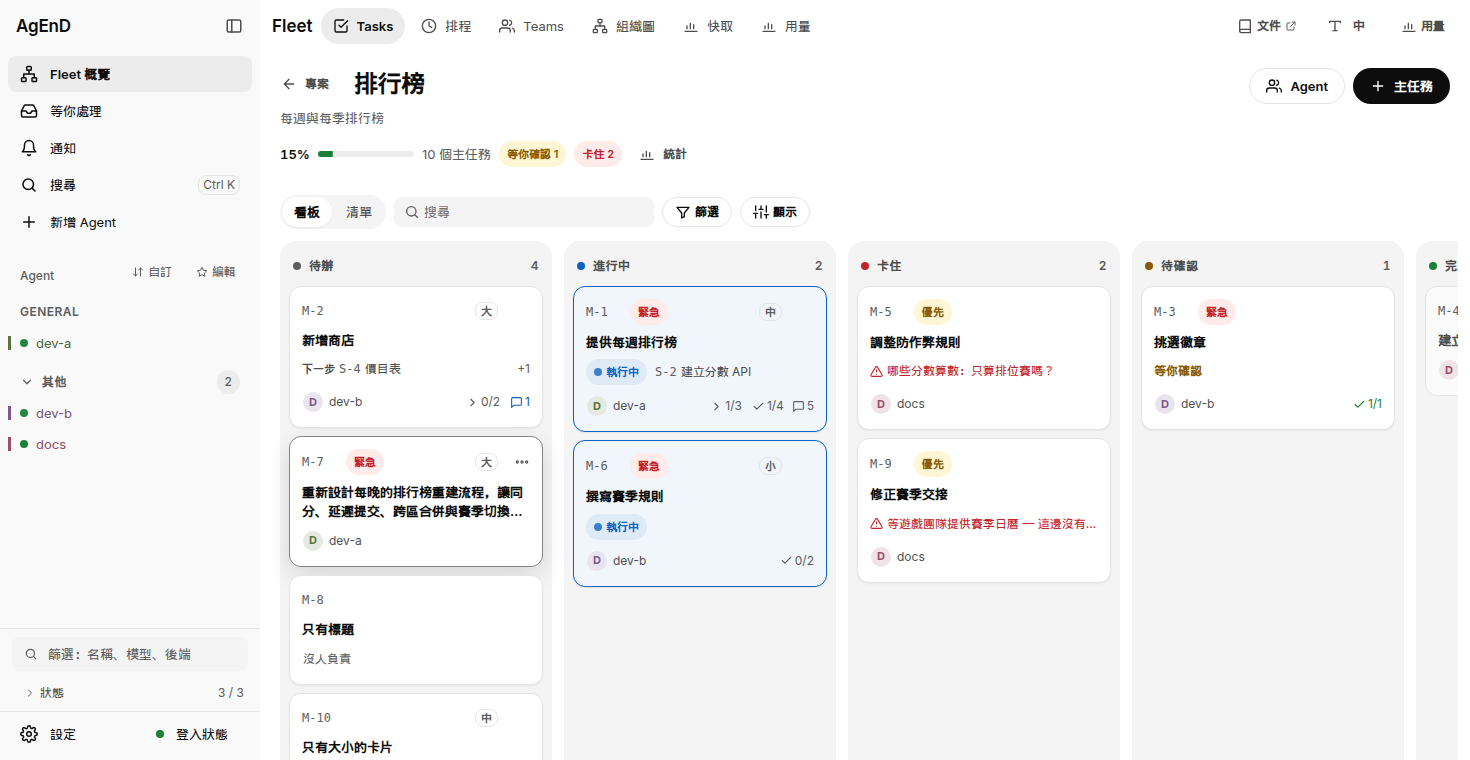 AgEnD
Fleet 概覽
等你處理
通知
搜尋 Ctrl K
新增 Agent
Agent 自訂 編輯
GENERAL
dev-a
其他 2
dev-b
docs
篩選：名稱、模型、後端
狀態 3 / 3
設定 登入狀態
Fleet Tasks 排程 Teams 組織圖 快取 用量 文件 中 用量
專案 排行榜 Agent 主任務
每週與每季排行榜
15% 10 個主任務 等你確認 1 卡住 2 統計
看板 清單 搜尋 篩選 顯示
待辦 4
M-2 大
新增商店
下一步 S-4 價目表 +1
D dev-b 0/2 1
M-7 緊急 大
重新設計每晚的排行榜重建流程，讓同
分、延遲提交、跨區合併與賽季切換…
D dev-a
M-8
只有標題
沒人負責
M-10 中
只有大小的卡片
進行中 2
M-1 緊急 中
提供每週排行榜
執行中 S-2 建立分數 API
D dev-a 1/3 1/4 5
M-6 緊急 小
撰寫賽季規則
執行中
D dev-b 0/2
卡住 2
M-5 優先
調整防作弊規則
哪些分數算數：只算排位賽嗎？
D docs
M-9 優先
修正賽季交接
等遊戲團隊提供賽季日曆 — 這邊沒有…
D docs
待確認 1
M-3 緊急
挑選徽章
等你確認
D dev-b 1/1
完
M-4
建立
D